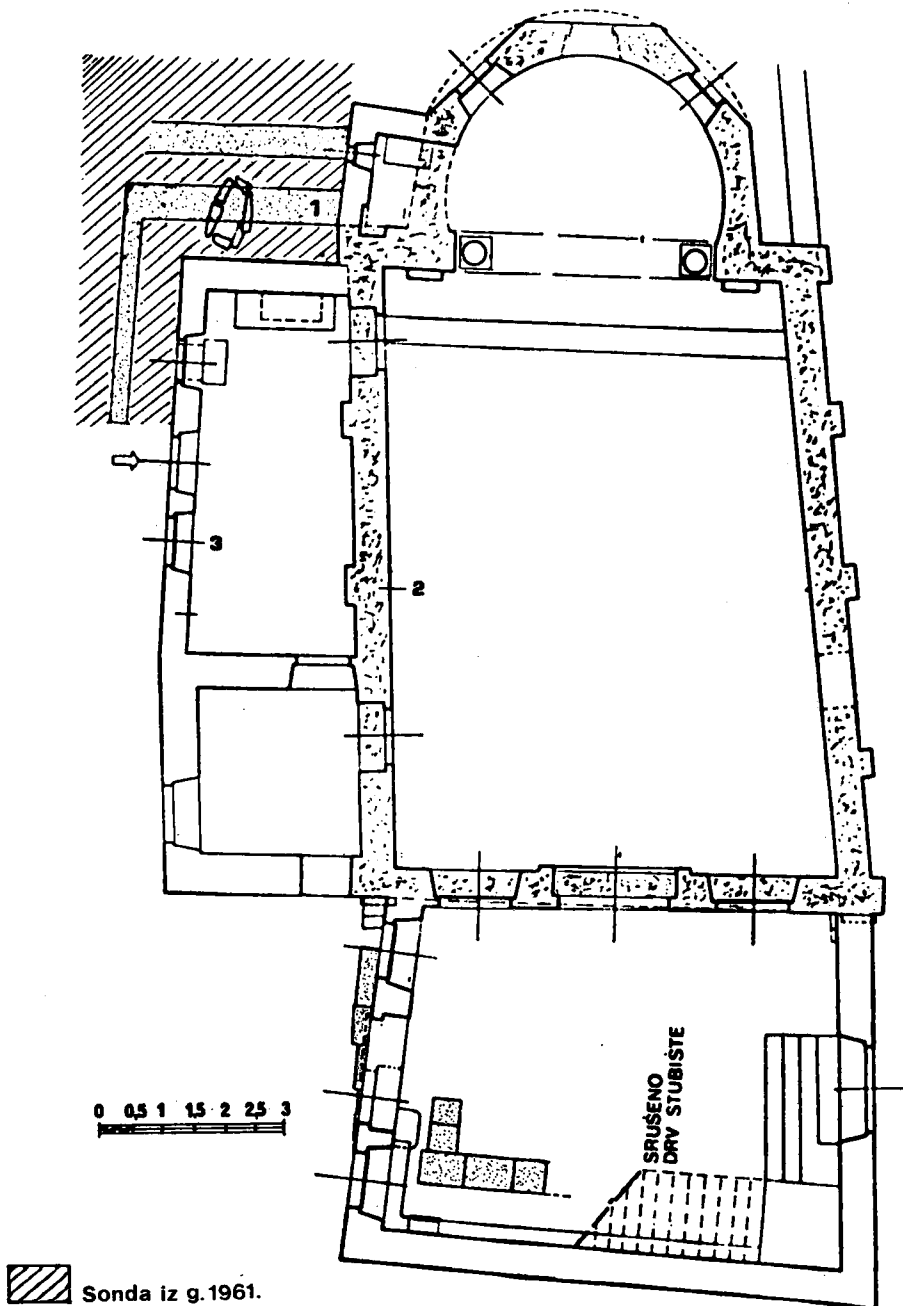 1
3
2
SRUŠENO
DRV STUBIŠTE
0 0,5 1 1,5 2 2,5 3
Sonda iz g. 1961.